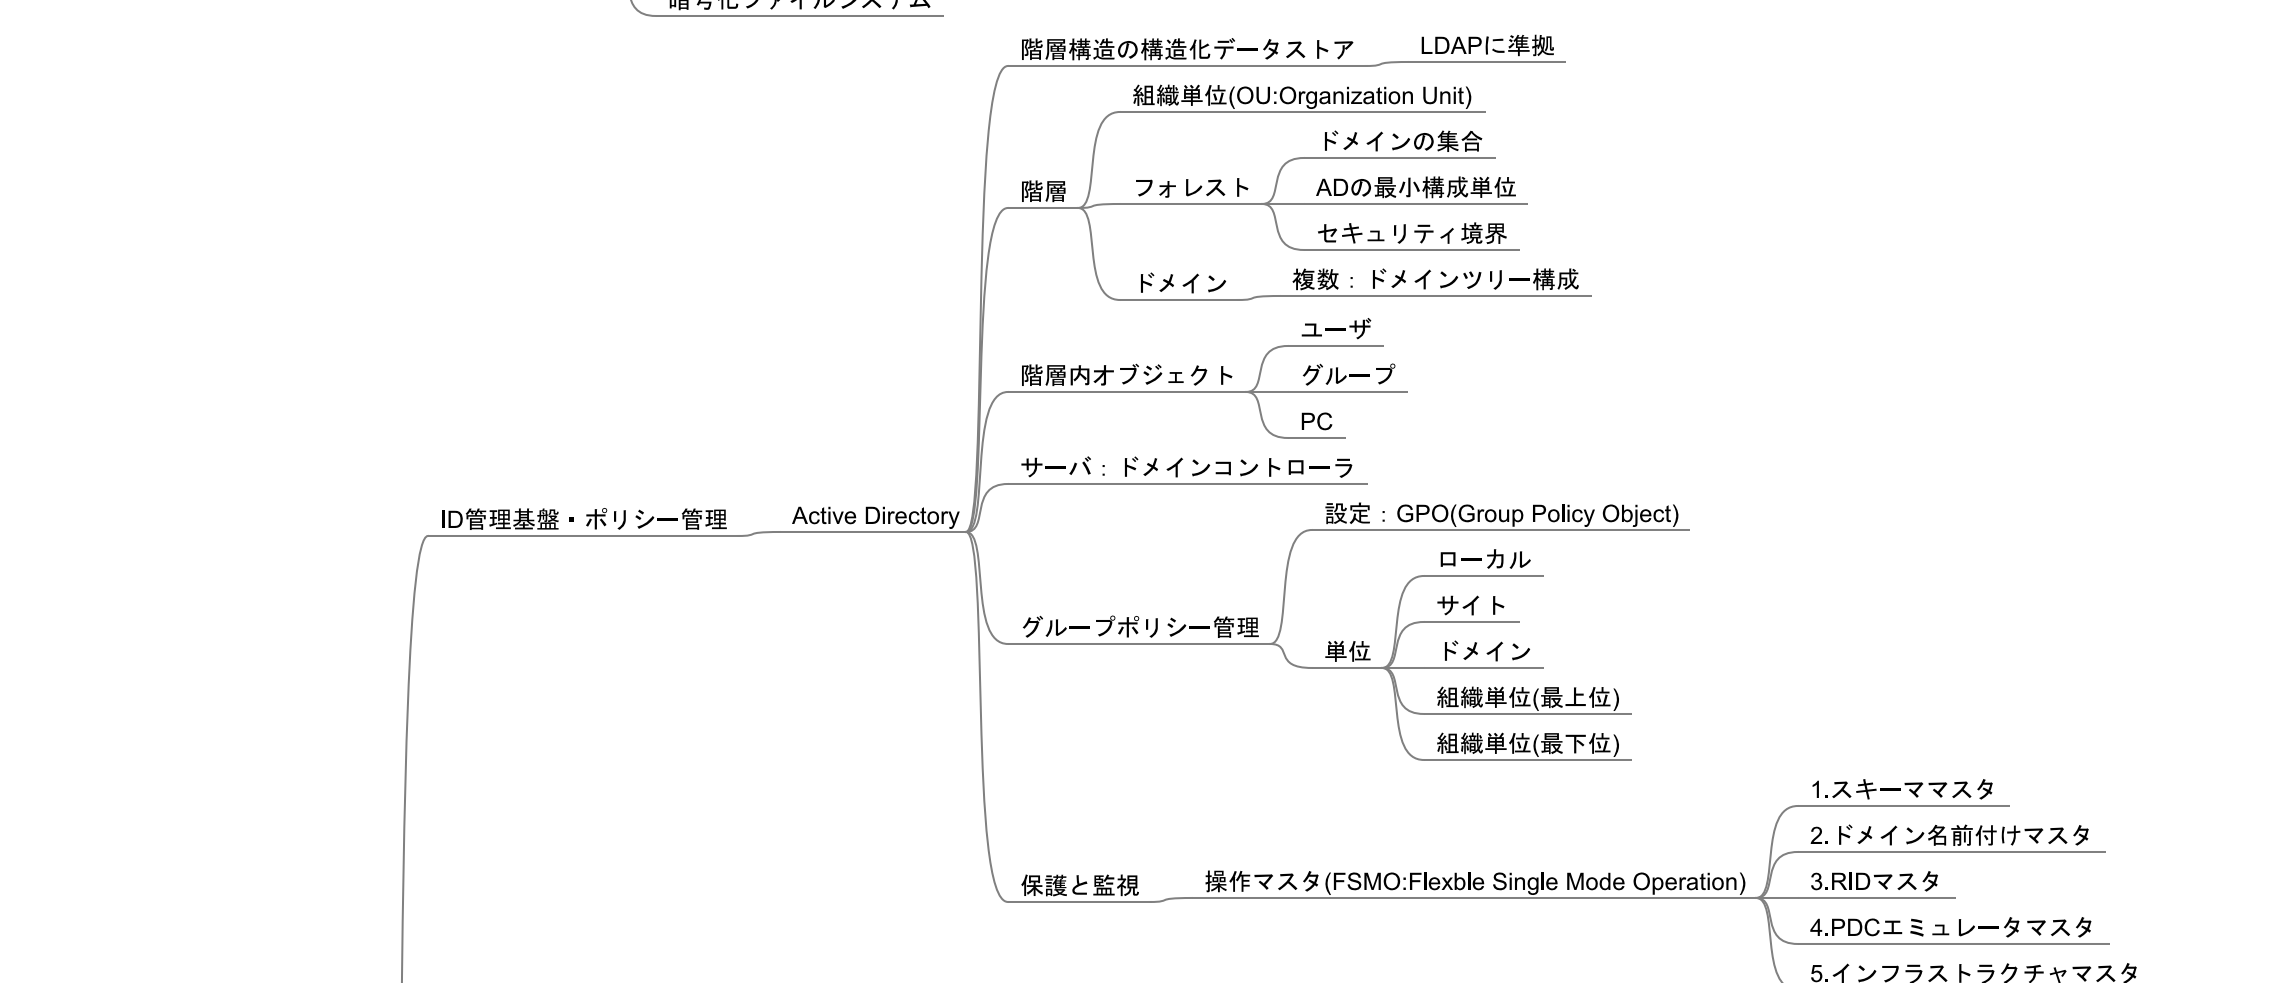 暗号化ファイルシステム
階層構造の構造化データストア
LDAPに準拠
組織単位(OU:Organization Unit)
ドメインの集合
階層
フォレスト
ADの最小構成単位
セキュリティ境界
ドメイン
複数：ドメインツリー構成
ユーザ
階層内オブジェクト
グループ
PC
サーバ：ドメインコントローラ
ID管理基盤・ポリシー管理
Active Directory
設定：GPO(Group Policy Object)
ローカル
サイト
グループポリシー管理
単位
ドメイン
組織単位(最上位)
組織単位(最下位)
1.スキーママスタ
2.ドメイン名前付けマスタ
保護と監視
操作マスタ(FSMO:Flexble Single Mode Operation)
3.RIDマスタ
4.PDCエミュレータマスタ
5.インフラストラクチャマスタ